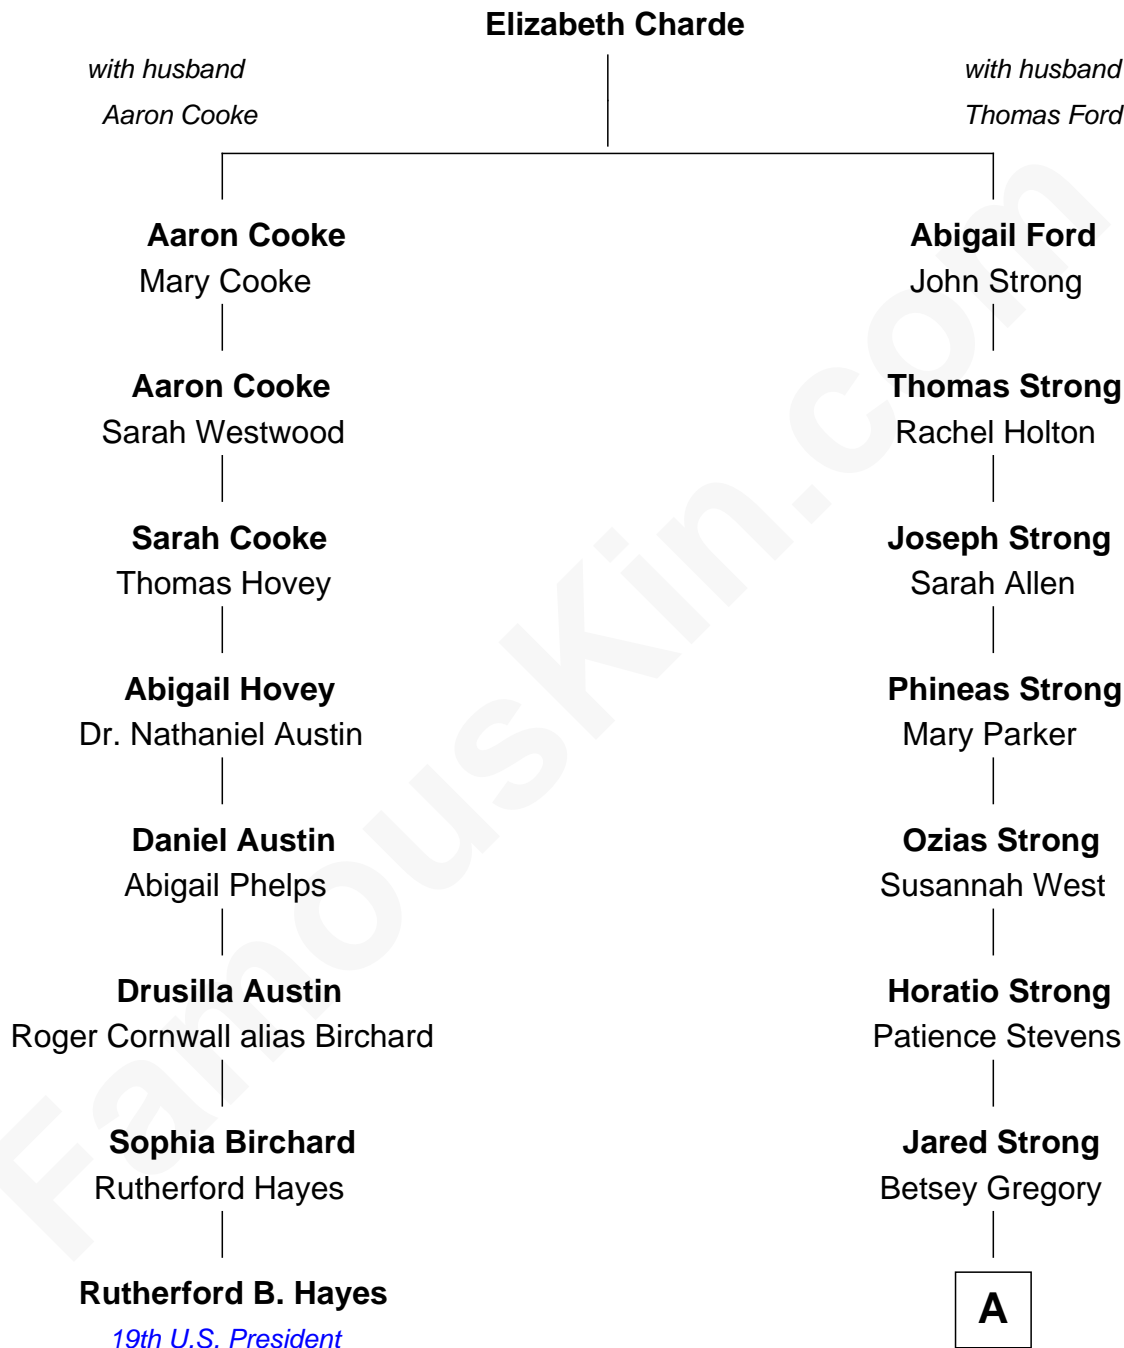 Elizabeth Charde
with husband
Aaron Cooke
with husband
Thomas Ford
Aaron Cooke
Mary Cooke
Abigail Ford
John Strong
Aaron Cooke
Sarah Westwood
Thomas Strong
Rachel Holton
Sarah Cooke
Thomas Hovey
Joseph Strong
Sarah Allen
Abigail Hovey
Dr. Nathaniel Austin
Phineas Strong
Mary Parker
Daniel Austin
Abigail Phelps
Ozias Strong
Susannah West
Drusilla Austin
Roger Cornwall alias Birchard
Horatio Strong
Patience Stevens
Sophia Birchard
Rutherford Hayes
Jared Strong
Betsey Gregory
Rutherford B. Hayes
19th U.S. President
A
FamousKin.com